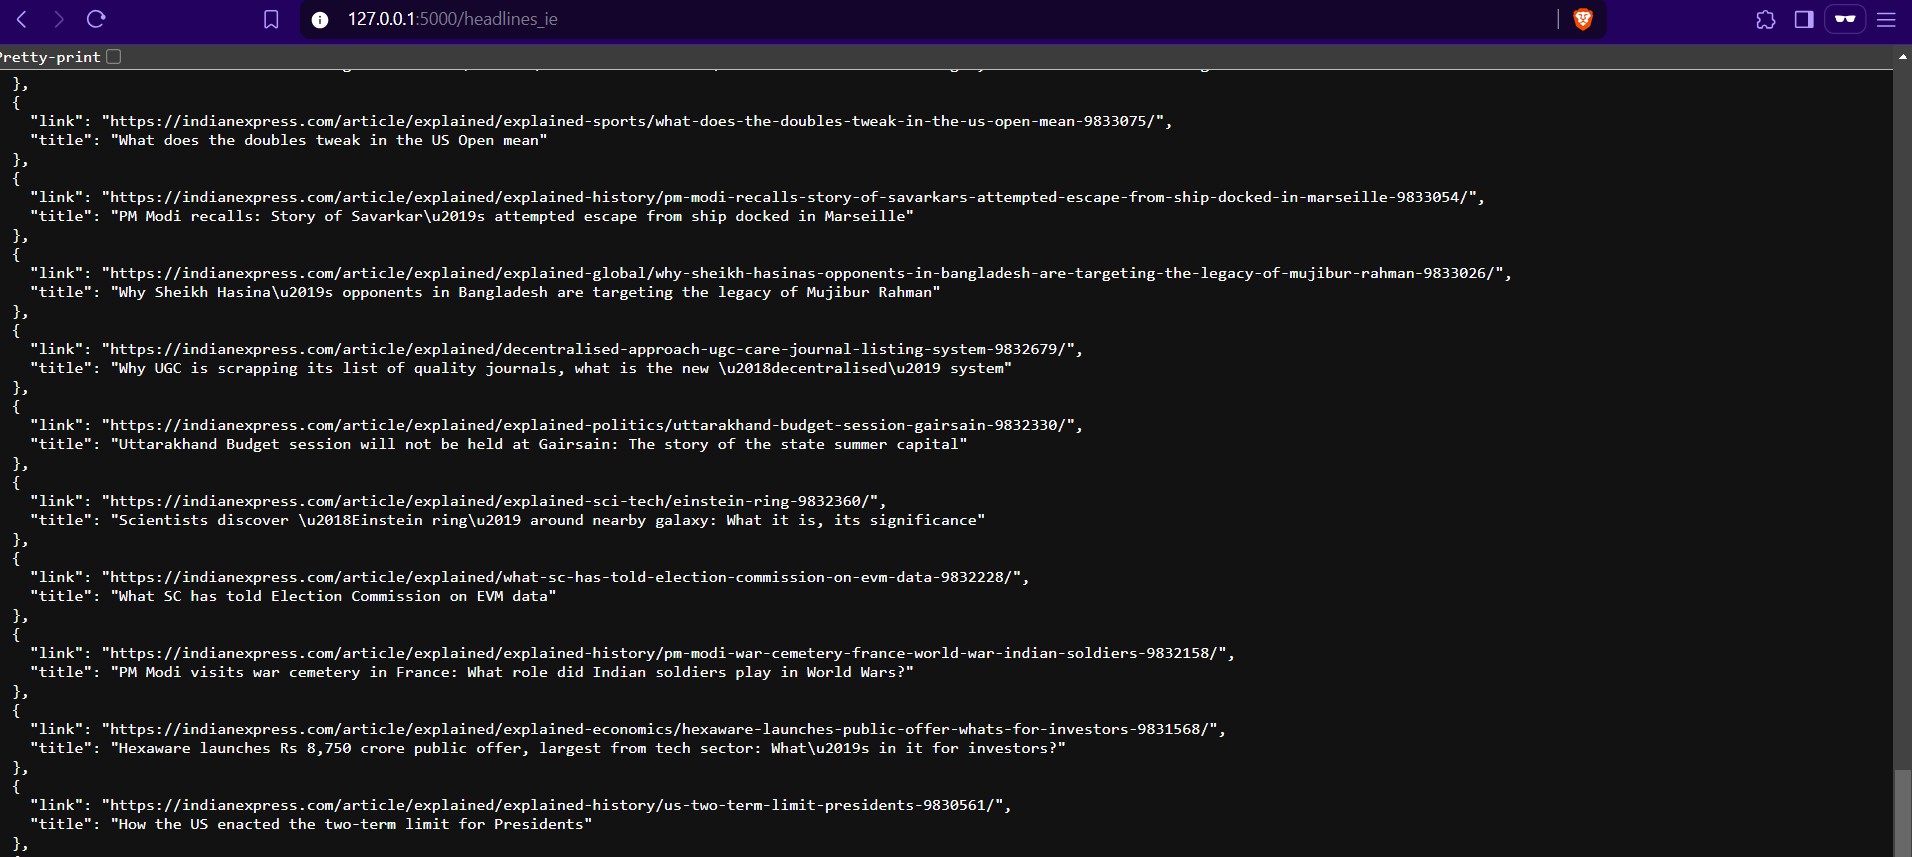 127.0.0.1:5000/headlines_ie
Pretty-print
},
{
"link": "https://indianexpress.com/article/explained/explained-sports/what-does-the-doubles-tweak-in-the-us-open-mean-9833075/",
"title": "What does the doubles tweak in the US Open mean"
},
{
"link": "https://indianexpress.com/article/explained/explained-history/pm-modi-recalls-story-of-savarkars-attempted-escape-from-ship-docked-in-marseille-9833054/",
"title": "PM Modi recalls: Story of Savarkar\u2019s attempted escape from ship docked in Marseille"
},
{
"link": "https://indianexpress.com/article/explained/explained-global/why-sheikh-hasinas-opponents-in-bangladesh-are-targeting-the-legacy-of-mujibur-rahman-9833026/",
"title": "Why Sheikh Hasina\u2019s opponents in Bangladesh are targeting the legacy of Mujibur Rahman"
},
{
"link": "https://indianexpress.com/article/explained/decentralised-approach-ugc-care-journal-listing-system-9832679/",
"title": "Why UGC is scrapping its list of quality journals, what is the new \u2018decentralised\u2019 system"
},
{
"link": "https://indianexpress.com/article/explained/explained-politics/uttarakhand-budget-session-gairsain-9832330/",
"title": "Uttarakhand Budget session will not be held at Gairsain: The story of the state summer capital"
},
{
"link": "https://indianexpress.com/article/explained/explained-sci-tech/einstein-ring-9832360/",
"title": "Scientists discover \u2018Einstein ring\u2019 around nearby galaxy: What it is, its significance"
},
{
"link": "https://indianexpress.com/article/explained/what-sc-has-told-election-commission-on-evm-data-9832228/",
"title": "What SC has told Election Commission on EVM data"
},
{
"link": "https://indianexpress.com/article/explained/explained-history/pm-modi-war-cemetery-france-world-war-indian-soldiers-9832158/",
"title": "PM Modi visits war cemetery in France: What role did Indian soldiers play in World Wars?"
},
{
"link": "https://indianexpress.com/article/explained/explained-economics/hexaware-launches-public-offer-whats-for-investors-9831568/",
"title": "Hexaware launches Rs 8,750 crore public offer, largest from tech sector: What\u2019s in it for investors?"
},
{
"link": "https://indianexpress.com/article/explained/explained-history/us-two-term-limit-presidents-9830561/",
"title": "How the US enacted the two-term limit for Presidents"
},